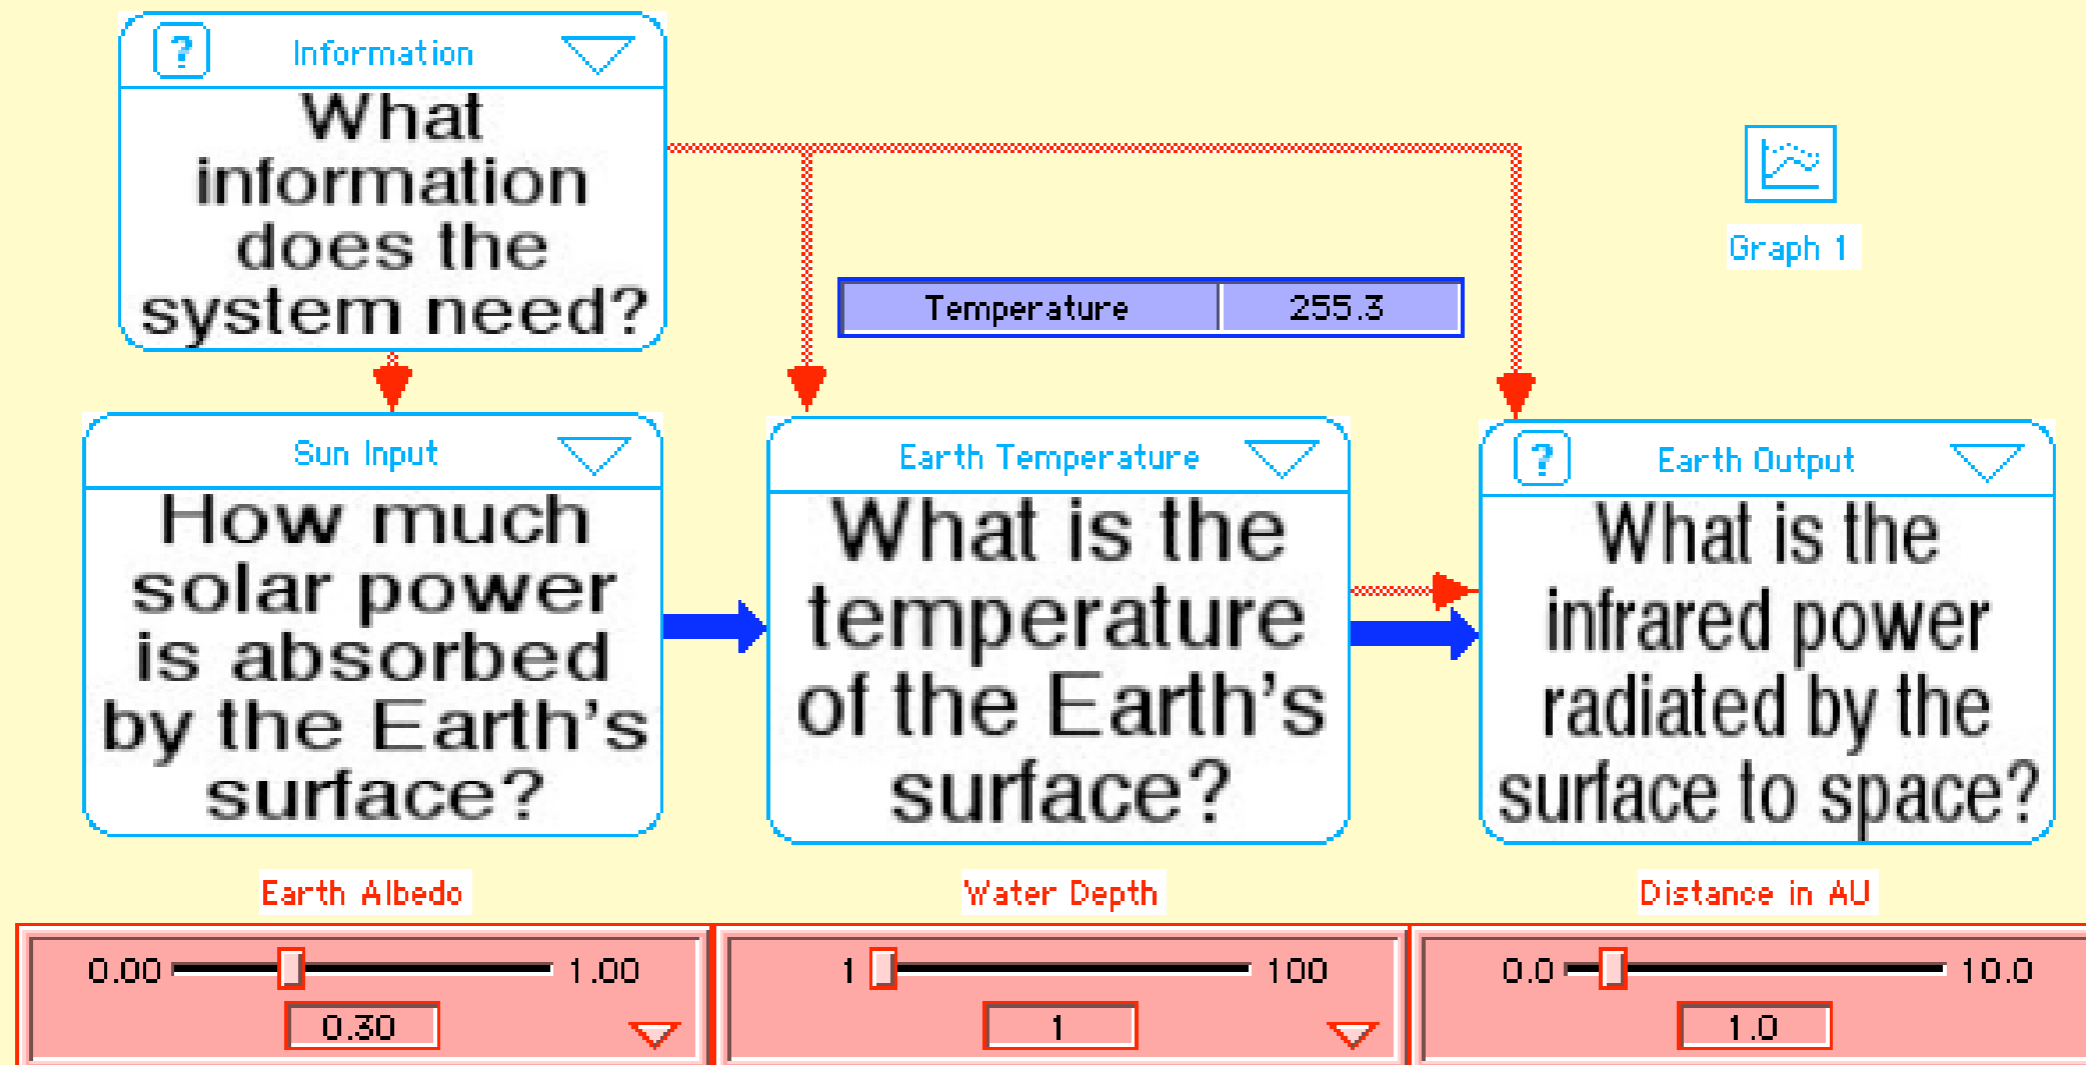 ? Information
What
information
does the
system need?
Graph 1
Temperature 255.3
Sun Input
How much
solar power
is absorbed
by the Earth's
surface?
Earth Temperature
What is the
temperature
of the Earth's
surface?
? Earth Output
What is the
infrared power
radiated by the
surface to space?
Earth Albedo
0.00 1.00
0.30
Water Depth
1 100
1
Distance in AU
0.0 10.0
1.0